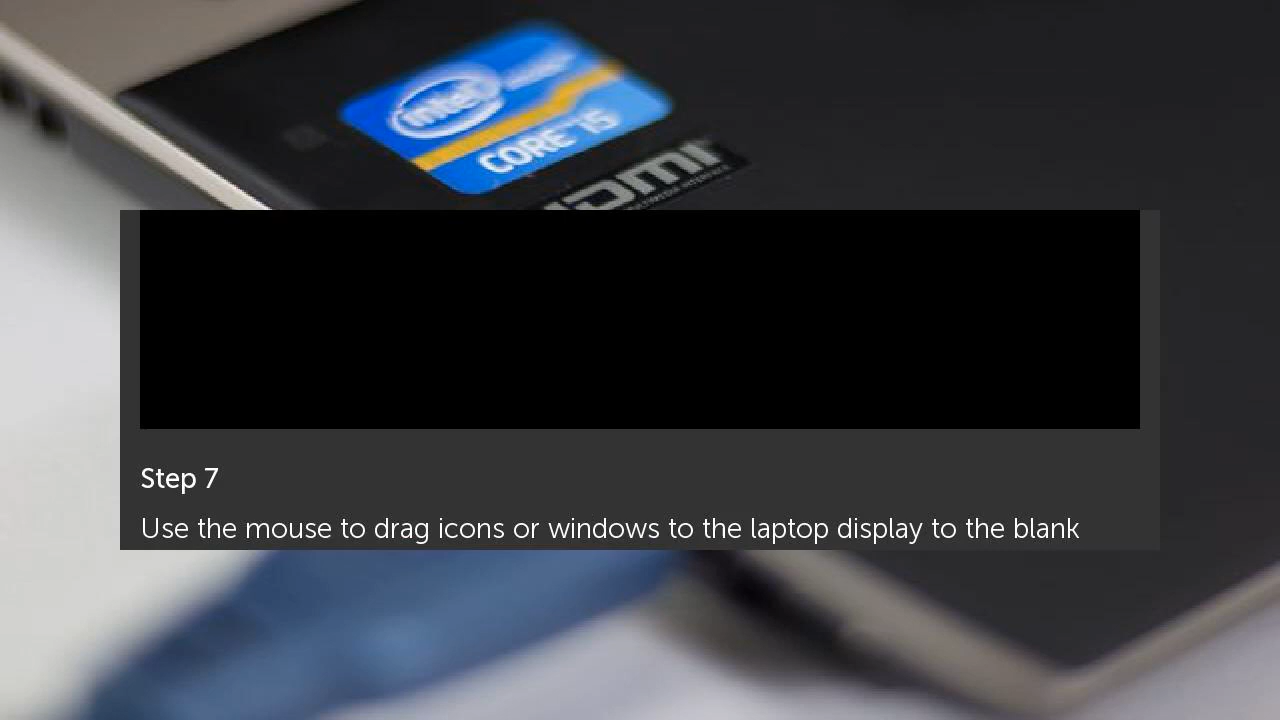 intel
CORE i5
Step 7
Use the mouse to drag icons or windows to the laptop display to the blank